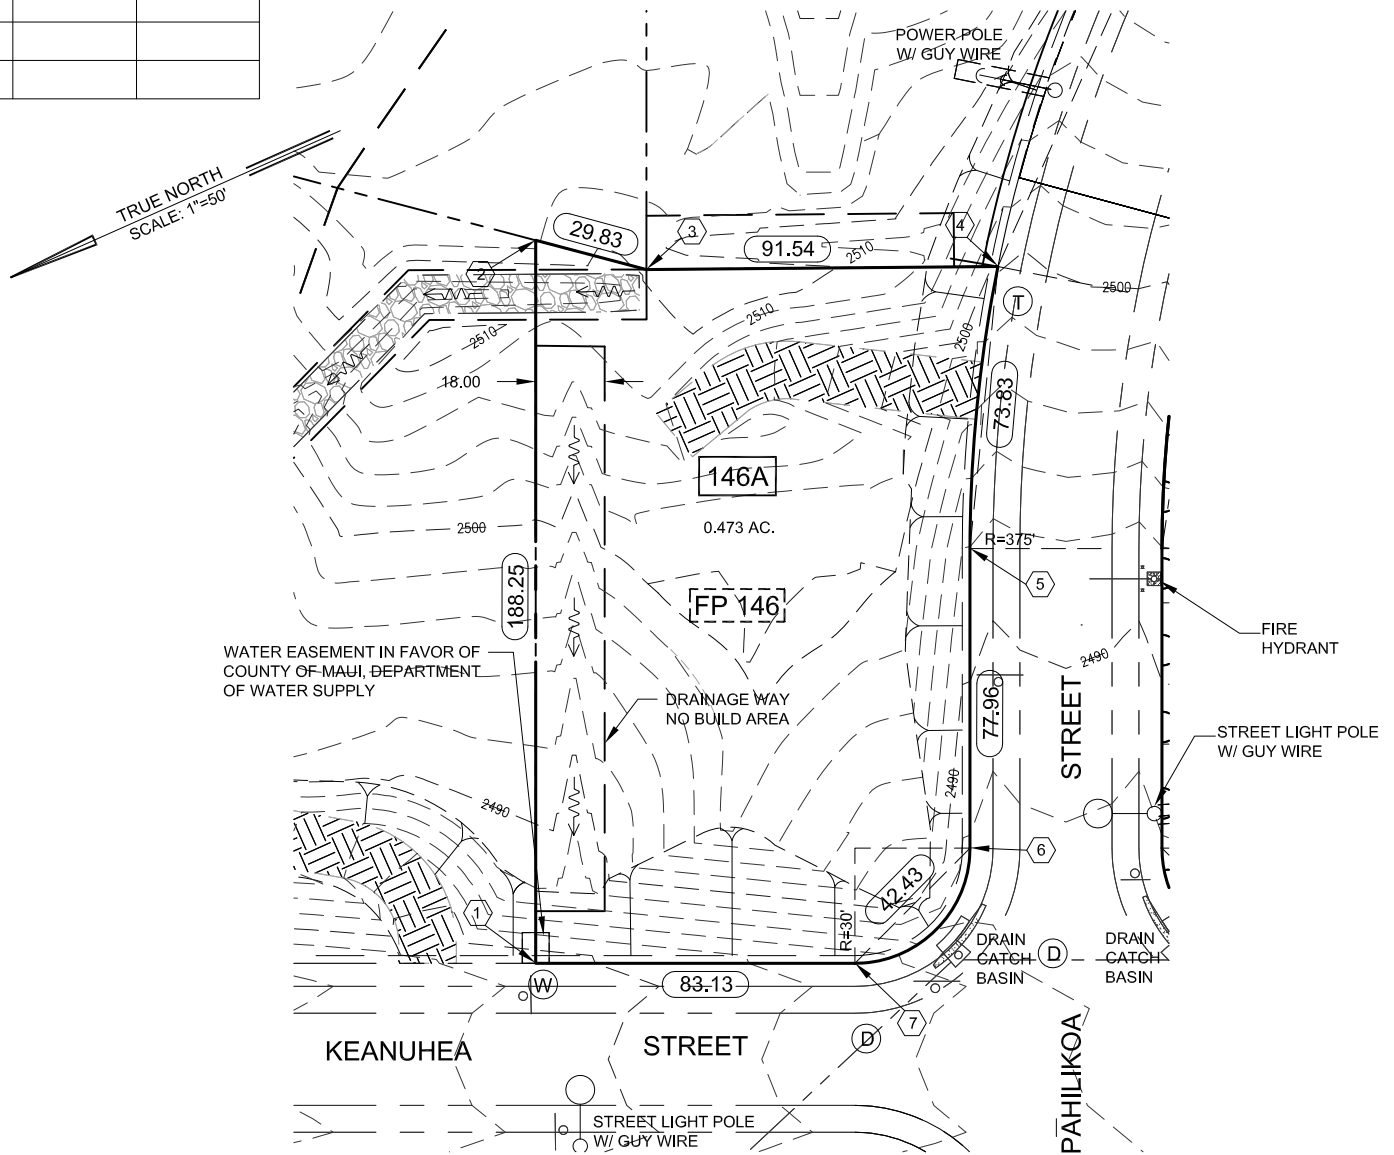 POWER POLE
W/ GUY WIRE
TRUE NORTH
SCALE: 1"=50'
29.83
3
4
91.54
2510
2
2500
T
2510
2510
2500
18.00
73.83
146A
0.473 AC.
2500
R=375'
188.25
5
FP 146
FIRE
HYDRANT
WATER EASEMENT IN FAVOR OF
COUNTY OF MAUI, DEPARTMENT
OF WATER SUPPLY
2490
DRAINAGE WAY
NO BUILD AREA
77.96
STREET
STREET LIGHT POLE
W/ GUY WIRE
2490
2490
6
42.43
1
R=30'
DRAIN
CATCH
BASIN
D
DRAIN
CATCH
BASIN
W
83.13
7
D
KEANUHEA
STREET
PĀHILIKOA
STREET LIGHT POLE
W/ GUY WIRE